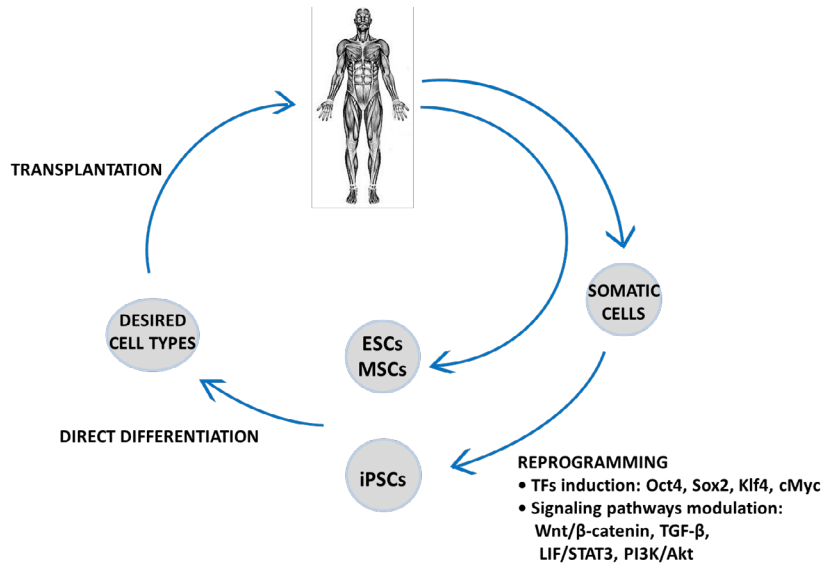 TRANSPLANTATION
SOMATIC
CELLS
DESIRED
CELL TYPES
ESCs
MSCs
DIRECT DIFFERENTIATION
iPSCs
REPROGRAMMING
• TFs induction: Oct4, Sox2, Klf4, cMyc
• Signaling pathways modulation:
Wnt/β-catenin, TGF-β,
LIF/STAT3, PI3K/Akt